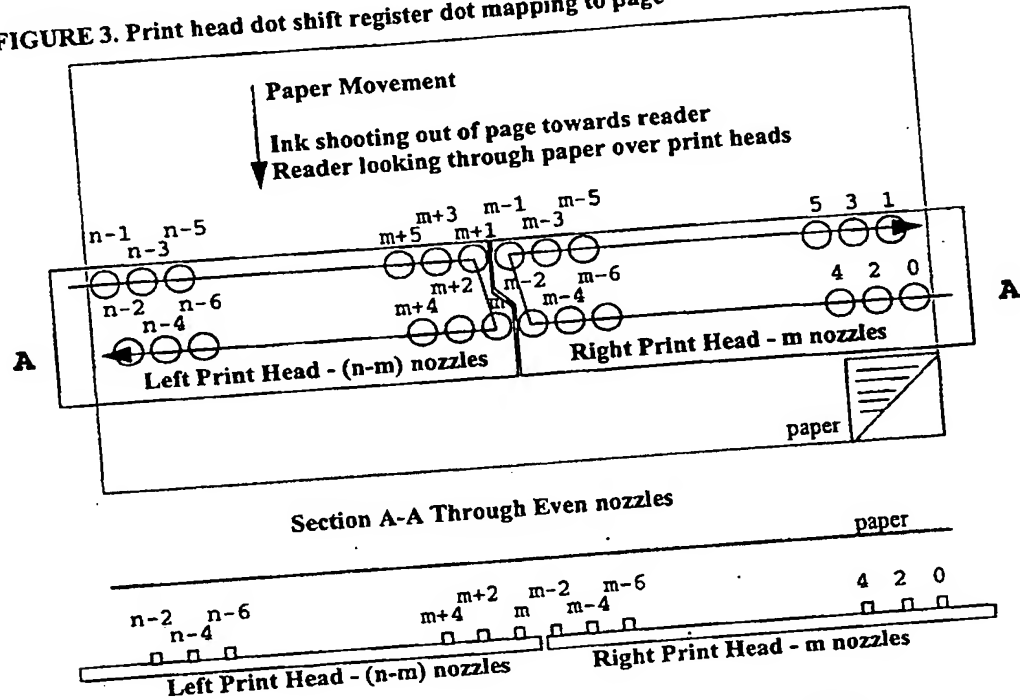 FIGURE 3. Print head dot shift register dot mapping to page
Paper Movement
Ink shooting out of page towards reader
Reader looking through paper over print heads
n-1 n-5
n-3
m+3 m-1 m-5
m+5 m+1 m-3
5 3 1
n-2 n-6
n-4
m+2 m-2 m-6
m+4 m m-4
4 2 0
A A
Left Print Head - (n-m) nozzles
Right Print Head - m nozzles
paper
Section A-A Through Even nozzles
paper
n-2 n-6
n-4
m+2 m-2 m-6
m+4 m m-4
4 2 0
Left Print Head - (n-m) nozzles
Right Print Head - m nozzles